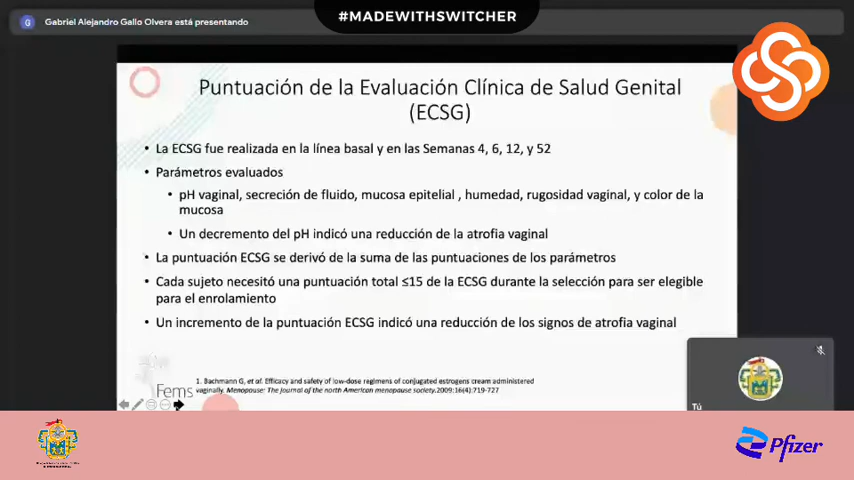 #MADEWITHSWITCHER
G
Gabriel Alejandro Gallo Olvera está presentando
Puntuación de la Evaluación Clínica de Salud Genital
(ECSG)
• La ECSG fue realizada en la línea basal y en las Semanas 4, 6, 12, y 52
• Parámetros evaluados
• pH vaginal, secreción de fluido, mucosa epitelial , humedad, rugosidad vaginal, y color de la
mucosa
• Un decremento del pH indicó una reducción de la atrofia vaginal
• La puntuación ECSG se derivó de la suma de las puntuaciones de los parámetros
• Cada sujeto necesitó una puntuación total ≤15 de la ECSG durante la selección para ser elegible
para el enrolamiento
• Un incremento de la puntuación ECSG indicó una reducción de los signos de atrofia vaginal
1. Bachmann G, et al. Efficacy and safety of low-dose regimens of conjugated estrogens cream administered
vaginally. Menopause: The Journal of the north American menopause society.2009;16(4):719-727
Fems
Tú
Pfizer